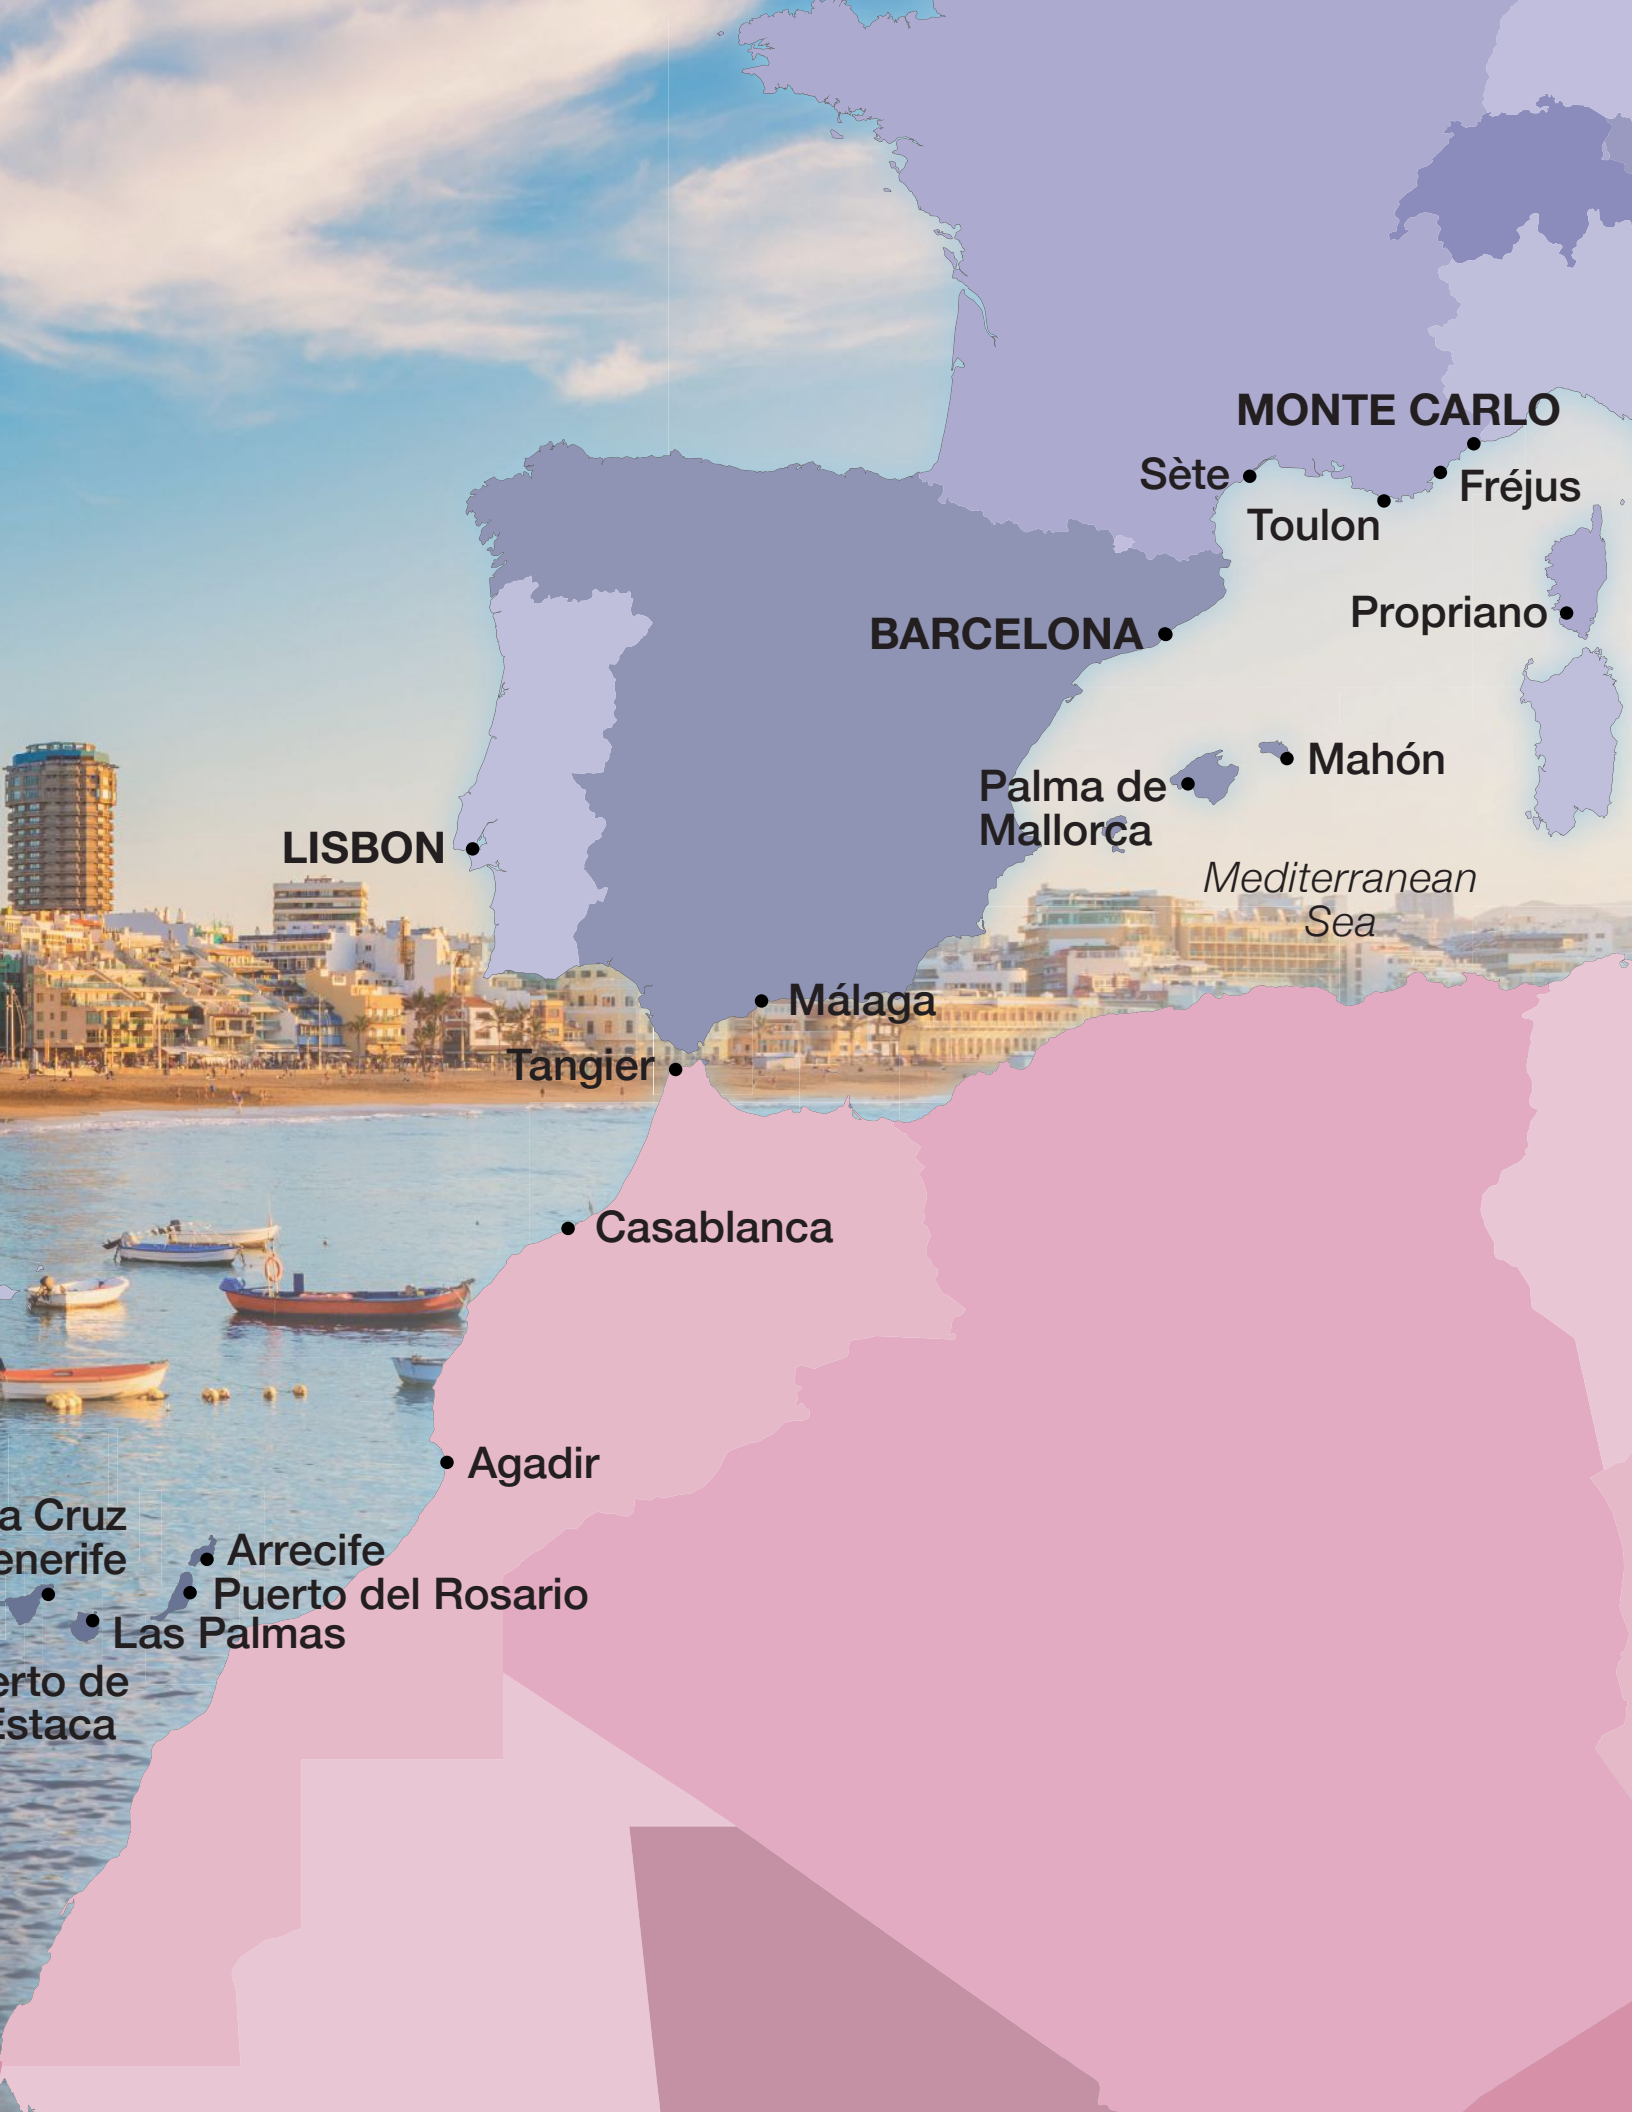 MONTE CARLO
Sète
Fréjus
Toulon
Propriano
BARCELONA
Mahón
Palma de
Mallorca
LISBON
Mediterranean
Sea
Málaga
Tangier
Casablanca
Agadir
a Cruz
enerife
Arrecife
Puerto del Rosario
Las Palmas
erto de
Estaca